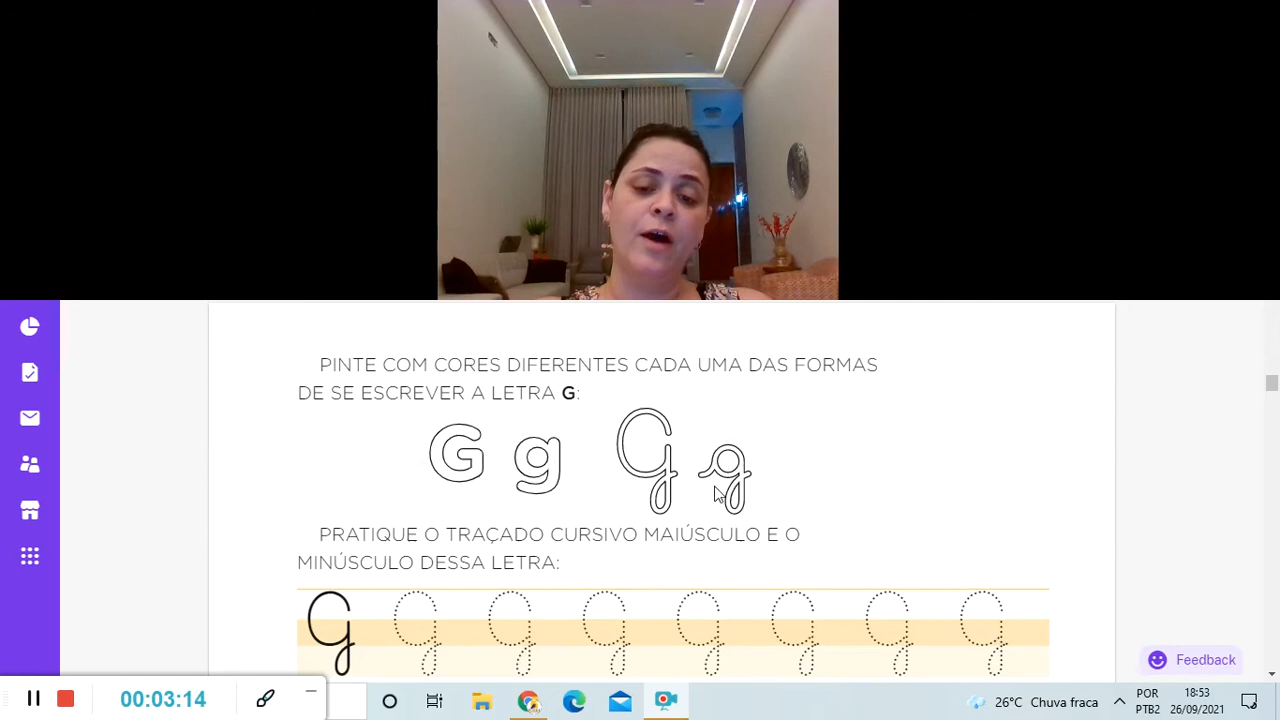 PINTE COM CORES DIFERENTES CADA UMA DAS FORMAS
DE SE ESCREVER A LETRA G:
G g G g
PRATIQUE O TRAÇADO CURSIVO MAIÚSCULO E O
MINÚSCULO DESSA LETRA:
G G G G G G G G
Feedback
00:03:14
26°C Chuva fraca
POR
PTB2
18:53
26/09/2021